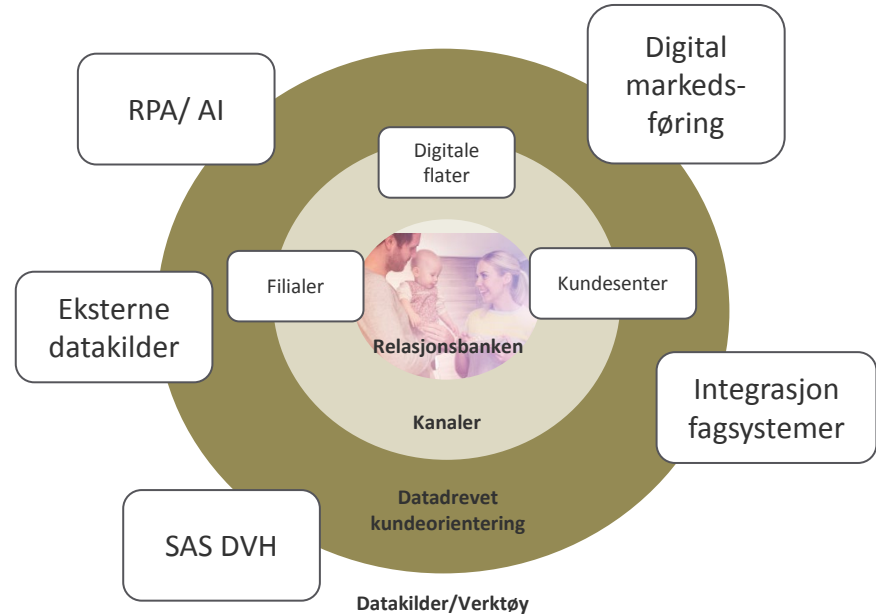 Digital
markeds-
føring
RPA/ AI
Digitale
flater
Filialer
Kundesenter
Eksterne
datakilder
Relasjonsbanken
Integrasjon
fagsystemer
Kanaler
Datadrevet
kundeorientering
SAS DVH
Datakilder/Verktøy